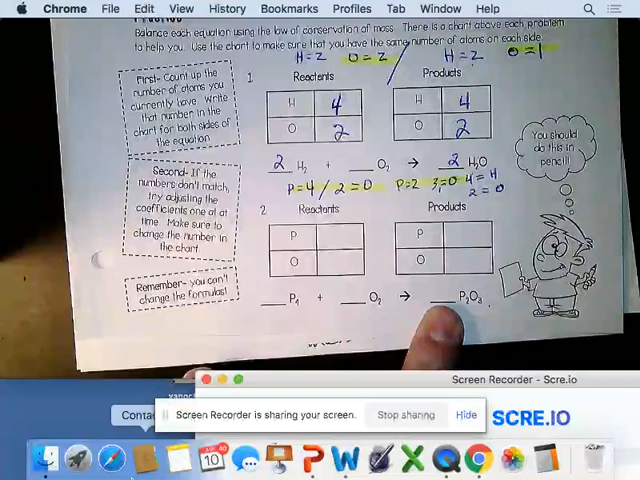 Chrome File Edit View History Bookmarks Profiles Tab Window Help
Balance each equation using the law of conservation of mass. There is a chart above each problem
to help you. Use the chart to make sure that you have the same number of atoms on each side.
H=2 O=2 / H=2 O=1
First- Count up the
number of atoms you
currently have. Write
that number in the
chart for both sides of
the equation
1 Reactants Products
H 4 H 4
O 2 O 2
2 H₂ + ___ O₂ → 2 H₂O
P=4 / 2=O P=2 3=O 4=H
2=O
You should
do this in
pencil!
Second- If the
numbers don't match,
try adjusting the
coefficients one at at
time. Make sure to
change the number in
the chart.
2 Reactants Products
P P
O O
Remember- you can't
change the formulas!
___ P₄ + ___ O₂ → ___ P₂O₃
Screen Recorder - Scre.io
Conta
Screen Recorder is sharing your screen. Stop sharing Hide
SCRE.IO
10